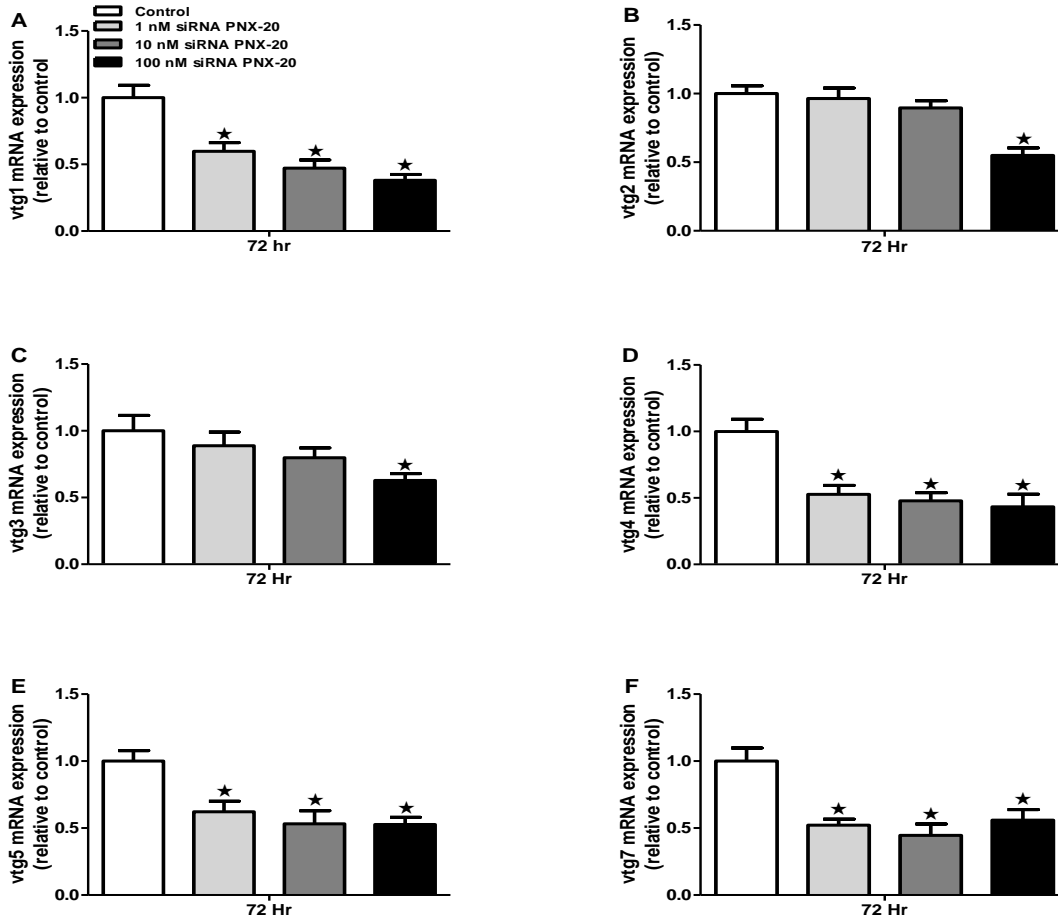 A
Control
1 nM siRNA PNX-20
10 nM siRNA PNX-20
100 nM siRNA PNX-20
vtg1 mRNA expression
(relative to control
1.5
1.0
0.5
0.0
★
★
★
72 hr
B
vtg2 mRNA expression
(relative to control)
1.5
1.0
0.5
0.0
★
72 Hr
C
vtg3 mRNA expression
(relative to control)
1.5
1.0
0.5
0.0
★
72 Hr
D
vtg4 mRNA expression
(relative to control)
1.5
1.0
0.5
0.0
★
★
★
72 Hr
E
vtg5 mRNA expression
(relative to control)
1.5
1.0
0.5
0.0
★
★
★
72 Hr
F
vtg7 mRNA expression
(relative to control)
1.5
1.0
0.5
0.0
★
★
★
72 Hr